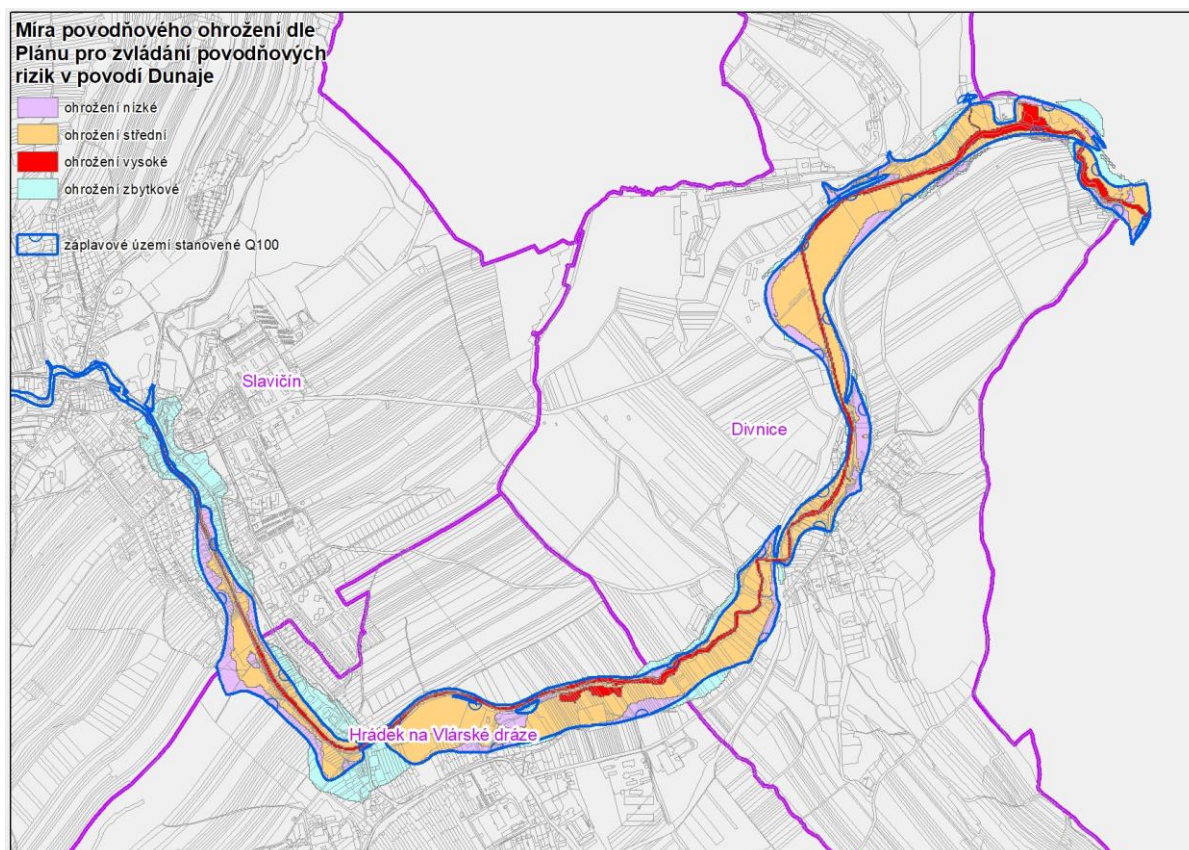 Míra povodňového ohrožení dle
Plánu pro zvládání povodňových
rizik v povodí Dunaje
ohrožení nízké
ohrožení střední
ohrožení vysoké
ohrožení zbytkové
záplavové území stanovené Q100
Slavičín
Divnice
Hrádek na Vlárské dráze